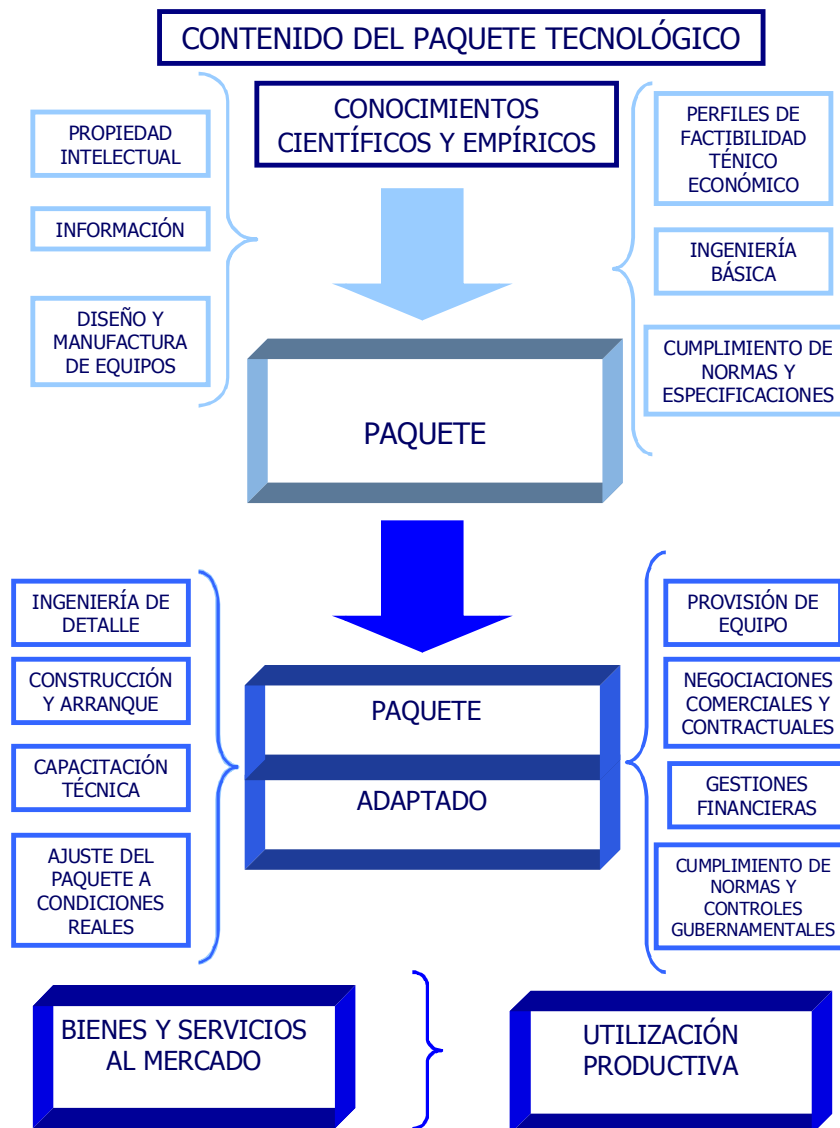 CONTENIDO DEL PAQUETE TECNOLÓGICO
CONOCIMIENTOS
CIENTÍFICOS Y EMPÍRICOS
PROPIEDAD
INTELECTUAL
INFORMACIÓN
DISEÑO Y
MANUFACTURA
DE EQUIPOS
PERFILES DE
FACTIBILIDAD
TÉNICO
ECONÓMICO
INGENIERÍA
BÁSICA
CUMPLIMIENTO DE
NORMAS Y
ESPECIFICACIONES
PAQUETE
INGENIERÍA DE
DETALLE
CONSTRUCCIÓN
Y ARRANQUE
CAPACITACIÓN
TÉCNICA
AJUSTE DEL
PAQUETE A
CONDICIONES
REALES
PAQUETE
ADAPTADO
PROVISIÓN DE
EQUIPO
NEGOCIACIONES
COMERCIALES Y
CONTRACTUALES
GESTIONES
FINANCIERAS
CUMPLIMIENTO DE
NORMAS Y
CONTROLES
GUBERNAMENTALES
BIENES Y SERVICIOS
AL MERCADO
UTILIZACIÓN
PRODUCTIVA